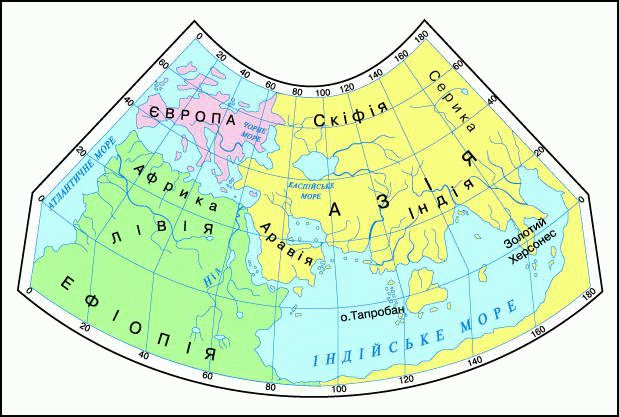 0 20 40 60 80 100 120 140 160 180
60
40
20
0
60
40
20
0
ЄВРОПА
Скіфія
Серика
ЧОРНЕ
МОРЕ
АТЛАНТИЧНЕ МОРЕ
Африка
КАСПІЙСЬКЕ
МОРЕ
АЗІЯ
Індія
ЛІВІЯ
Аравія
Золотий
Херсонес
НІЛ
о.Тапробан
ЕФІОПІЯ
ІНДІЙСЬКЕ МОРЕ
0 20 40 60 80 100 120 140 160 180